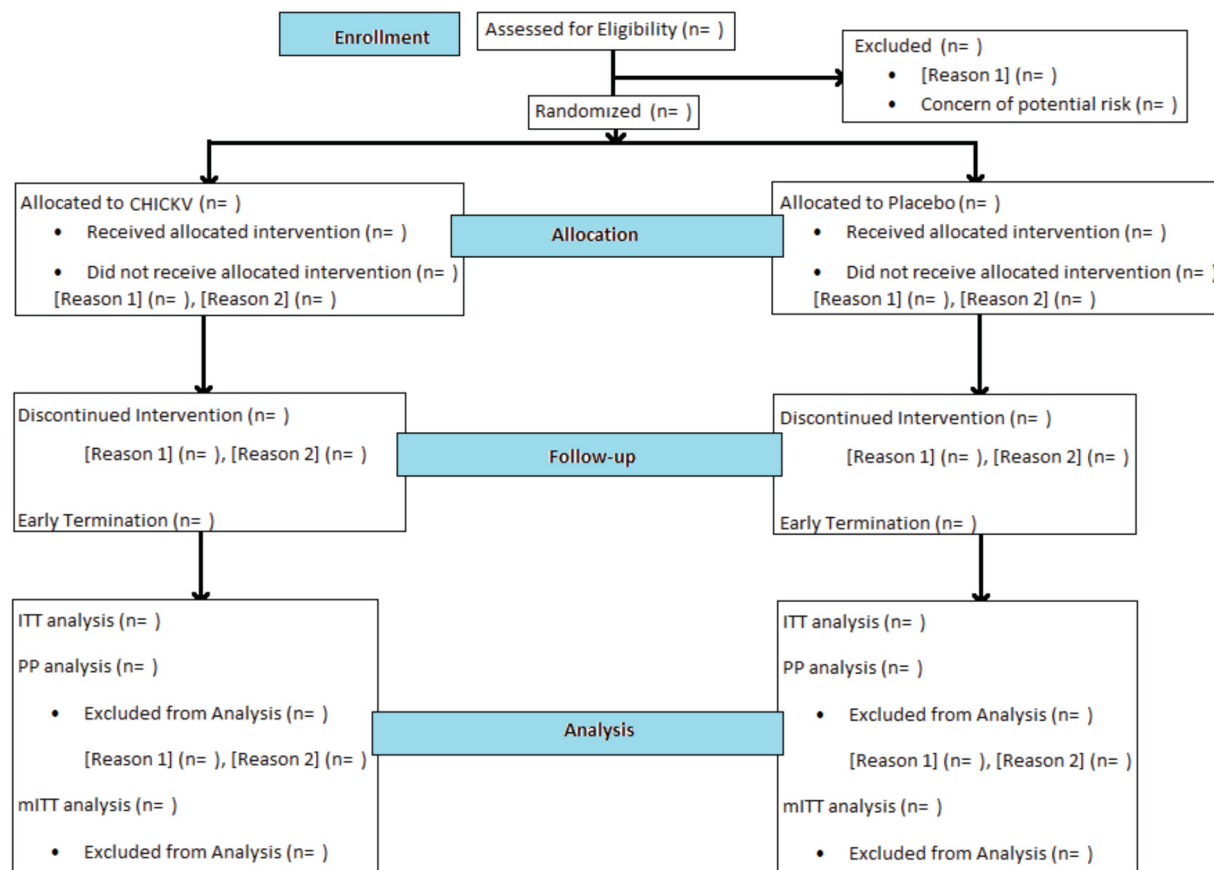 Enrollment
Assessed for Eligibility (n= )
Excluded (n= )
• [Reason 1] (n= )
• Concern of potential risk (n= )
Randomized (n= )
Allocated to CHICKV (n= )
• Received allocated intervention (n= )
• Did not receive allocated intervention (n= )
[Reason 1] (n= ), [Reason 2] (n= )
Allocation
Allocated to Placebo (n= )
• Received allocated intervention (n= )
• Did not receive allocated intervention (n= )
[Reason 1] (n= ), [Reason 2] (n= )
Discontinued Intervention (n= )
[Reason 1] (n= ), [Reason 2] (n= )
Early Termination (n= )
Follow-up
Discontinued Intervention (n= )
[Reason 1] (n= ), [Reason 2] (n= )
Early Termination (n= )
ITT analysis (n= )
PP analysis (n= )
• Excluded from Analysis (n= )
[Reason 1] (n= ), [Reason 2] (n= )
mITT analysis (n= )
• Excluded from Analysis (n= )
Analysis
ITT analysis (n= )
PP analysis (n= )
• Excluded from Analysis (n= )
[Reason 1] (n= ), [Reason 2] (n= )
mITT analysis (n= )
• Excluded from Analysis (n= )